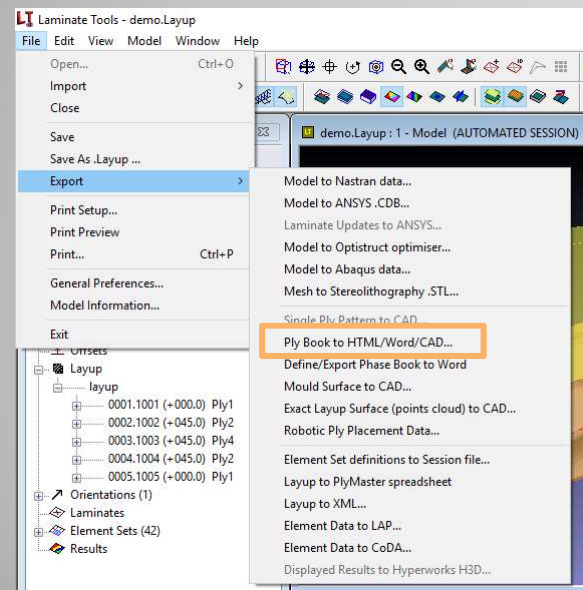 LT Laminate Tools - demo.Layup
File Edit View Model Window Help
Open... Ctrl+O
Import
Close
Save
Save As .Layup ...
Export
Print Setup...
Print Preview
Print... Ctrl+P
General Preferences...
Model Information...
Exit
demo.Layup : 1 - Model (AUTOMATED SESSION)
Model to Nastran data...
Model to ANSYS .CDB...
Laminate Updates to ANSYS...
Model to Optistruct optimiser...
Model to Abaqus data...
Mesh to Stereolithography .STL...
Single Ply Pattern to CAD...
Ply Book to HTML/Word/CAD...
Define/Export Phase Book to Word
Mould Surface to CAD...
Exact Layup Surface (points cloud) to CAD...
Robotic Ply Placement Data...
Element Set definitions to Session file...
Layup to PlyMaster spreadsheet
Layup to XML...
Element Data to LAP...
Element Data to CoDA...
Displayed Results to Hyperworks H3D...
Offsets
Layup
layup
0001.1001 (+000.0) Ply1
0002.1002 (+045.0) Ply2
0003.1003 (+045.0) Ply4
0004.1004 (+045.0) Ply2
0005.1005 (+000.0) Ply1
Orientations (1)
Laminates
Element Sets (42)
Results